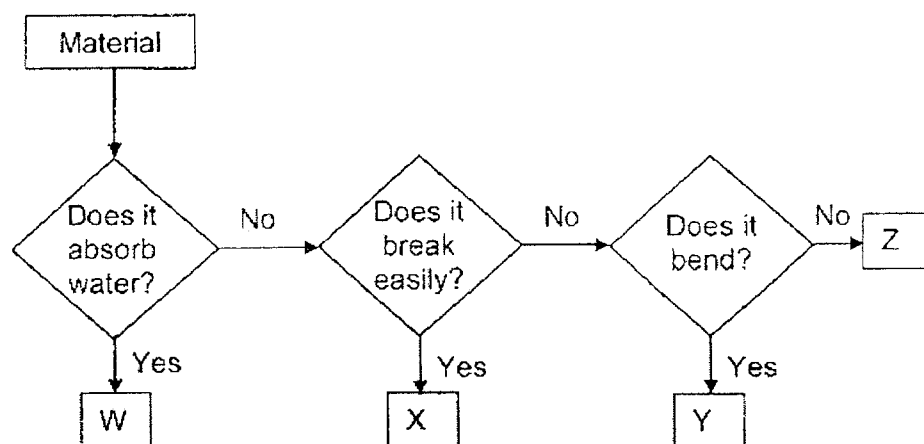 Material
Does it
absorb
water?
No
Does it
break
easily?
No
Does it
bend?
No
Z
Yes
Yes
Yes
W
X
Y